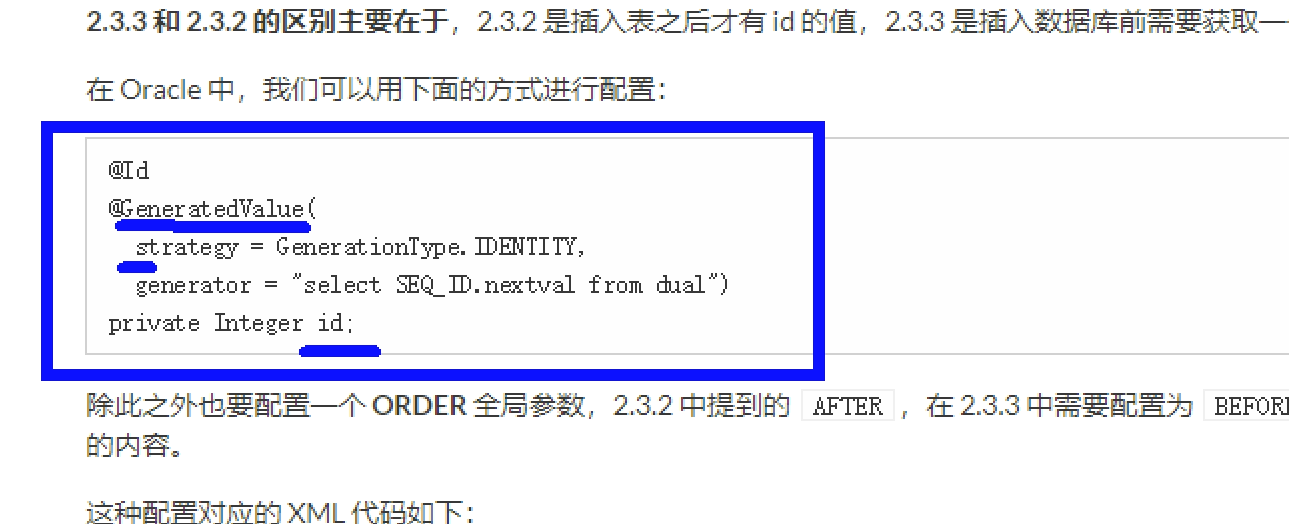 2.3.3 和 2.3.2 的区别主要在于，2.3.2 是插入表之后才有 id 的值，2.3.3 是插入数据库前需要获取一
在 Oracle 中，我们可以用下面的方式进行配置：
@Id
@GeneratedValue(
strategy = GenerationType.IDENTITY,
generator = "select SEQ_ID.nextval from dual")
private Integer id;
除此之外也要配置一个 ORDER 全局参数，2.3.2 中提到的 AFTER ，在 2.3.3 中需要配置为 BEFOR
的内容。
这种配置对应的 XML 代码如下：